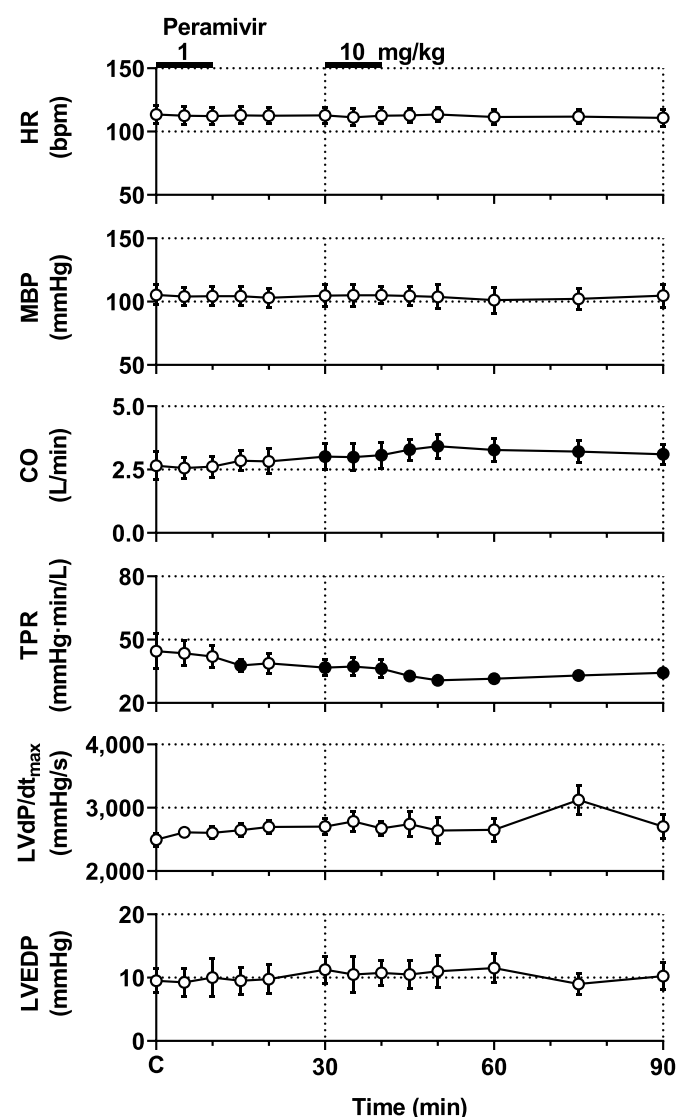 Peramivir
1
10 mg/kg
HR
(bpm)
150
100
50
MBP
(mmHg)
150
100
50
CO
(L/min)
5.0
2.5
0.0
TPR
(mmHg·min/L)
80
50
20
LVdP/dtmax
(mmHg/s)
4,000
3,000
2,000
LVEDP
(mmHg)
20
10
0
C 30 60 90
Time (min)